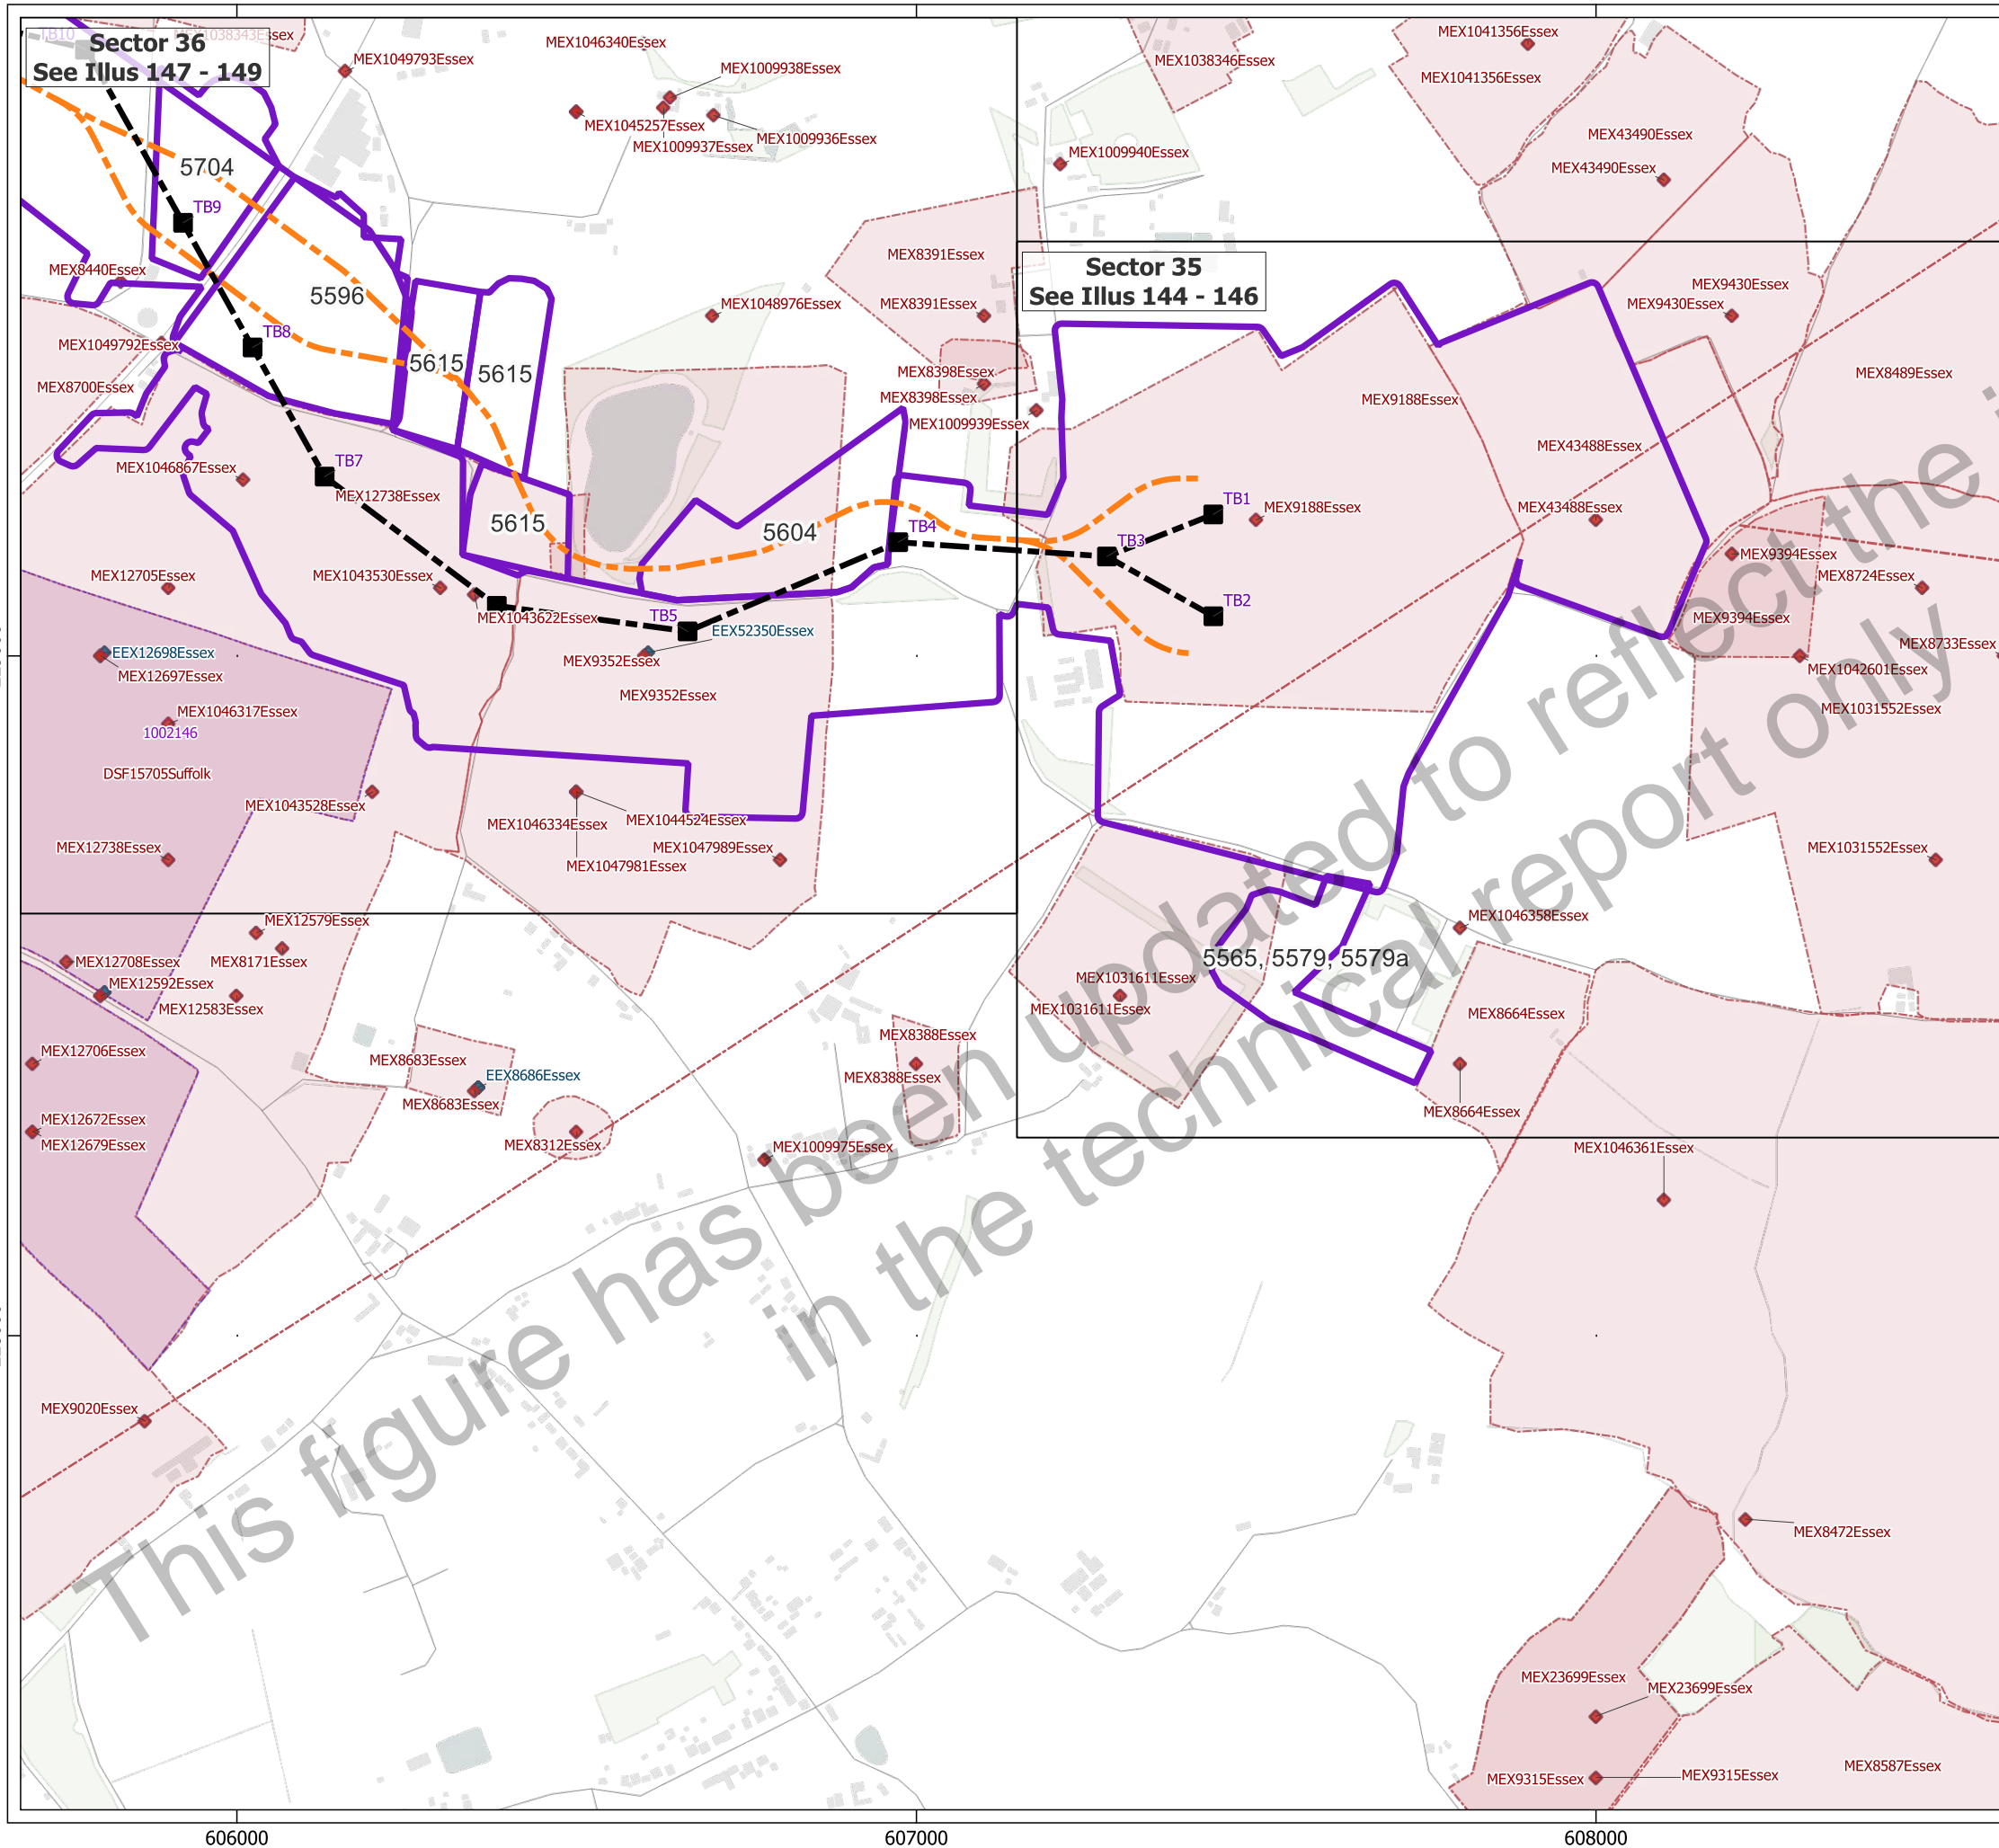 TB10
MEX1038343Essex
Sector 36
See Illus 147 - 149
MEX1049793Essex
MEX1046340Essex
MEX1009938Essex
MEX1045257Essex
MEX1009937Essex
MEX1009936Essex
MEX1038346Essex
MEX1041356Essex
MEX1041356Essex
MEX43490Essex
MEX43490Essex
MEX1009940Essex
5704
TB9
MEX8440Essex
5596
TB8
MEX1049792Essex
MEX8700Essex
5615
5615
MEX1048976Essex
MEX8391Essex
MEX8391Essex
MEX8398Essex
MEX8398Essex
MEX1009939Essex
Sector 35
See Illus 144 - 146
MEX9430Essex
MEX9430Essex
MEX8489Essex
MEX9188Essex
MEX43488Essex
MEX1046867Essex
TB7
MEX12738Essex
5615
5604
TB4
TB1
MEX9188Essex
MEX43488Essex
TB3
MEX9394Essex
MEX8724Essex
MEX12705Essex
MEX1043530Essex
MEX1043622Essex
TB5
EEX52350Essex
TB2
MEX9394Essex
MEX8733Essex
EEX12698Essex
MEX12697Essex
MEX9352Essex
MEX9352Essex
MEX1042601Essex
MEX1031552Essex
MEX1046317Essex
1002146
DSF15705Suffolk
MEX1043528Essex
MEX1046334Essex
MEX1044524Essex
MEX1047981Essex
MEX1047989Essex
MEX12738Essex
MEX1031552Essex
MEX12579Essex
MEX8171Essex
MEX12708Essex
MEX12592Essex
MEX12583Essex
MEX1046358Essex
5565, 5579, 5579a
MEX1031611Essex
MEX1031611Essex
MEX8664Essex
MEX8664Essex
MEX12706Essex
MEX8683Essex
EEX8686Essex
MEX8683Essex
MEX8388Essex
MEX8388Essex
MEX12672Essex
MEX12679Essex
MEX8312Essex
MEX1009975Essex
MEX1046361Essex
MEX9020Essex
MEX8472Essex
MEX23699Essex
MEX23699Essex
MEX9315Essex
MEX9315Essex
MEX8587Essex
This figure has been updated to reflect the
in the technical report only
606000
607000
608000